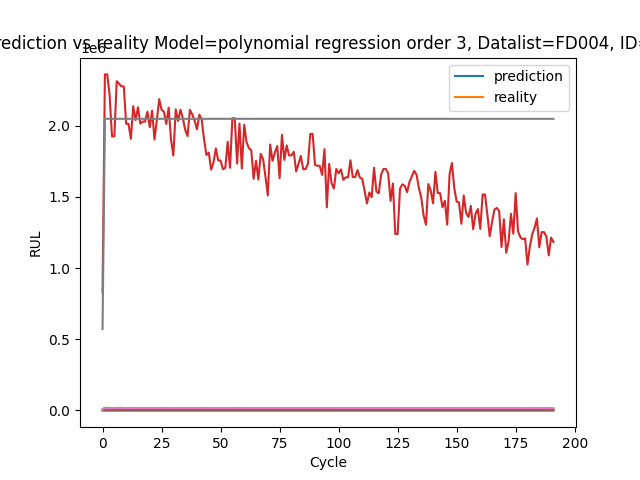 rediction vs reality Model=polynomial regression order 3, Datalist=FD004, ID=
1e6
prediction
reality
2.0
1.5
1.0
0.5
0.0
RUL
0 25 50 75 100 125 150 175 200
Cycle